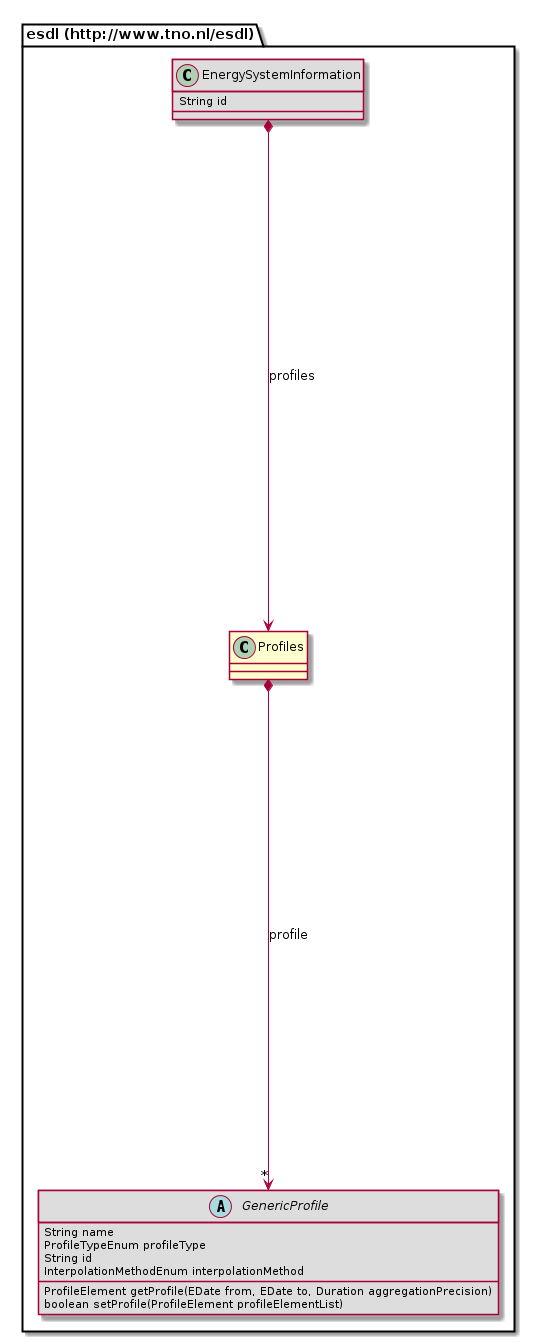 esdl (http://www.tno.nl/esdl)
C EnergySystemInformation
String id
profiles
C Profiles
profile
*
A GenericProfile
String name
ProfileTypeEnum profileType
String id
InterpolationMethodEnum interpolationMethod
ProfileElement getProfile(EDate from, EDate to, Duration aggregationPrecision)
boolean setProfile(ProfileElement profileElementList)